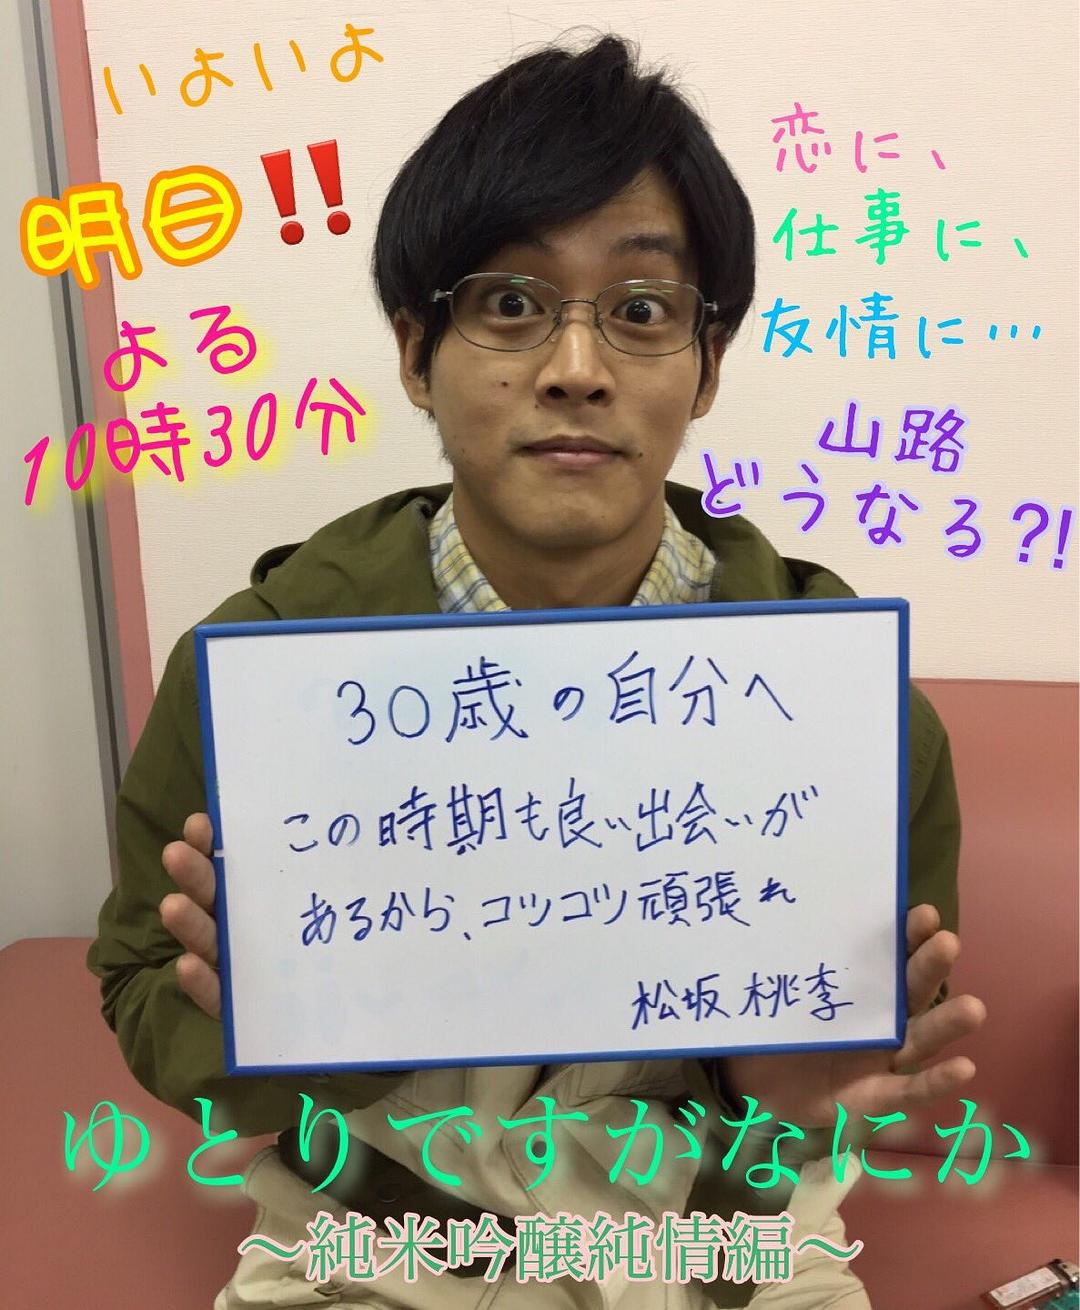 いよいよ
明日‼
よる
10時30分
恋に、
仕事に、
友情に…
山路
どうなる?!
30歳の自分へ
この時期も良い出会いが
あるから、コツコツ頑張れ
松坂桃李
ゆとりですがなにか
〜純米吟醸純情編〜